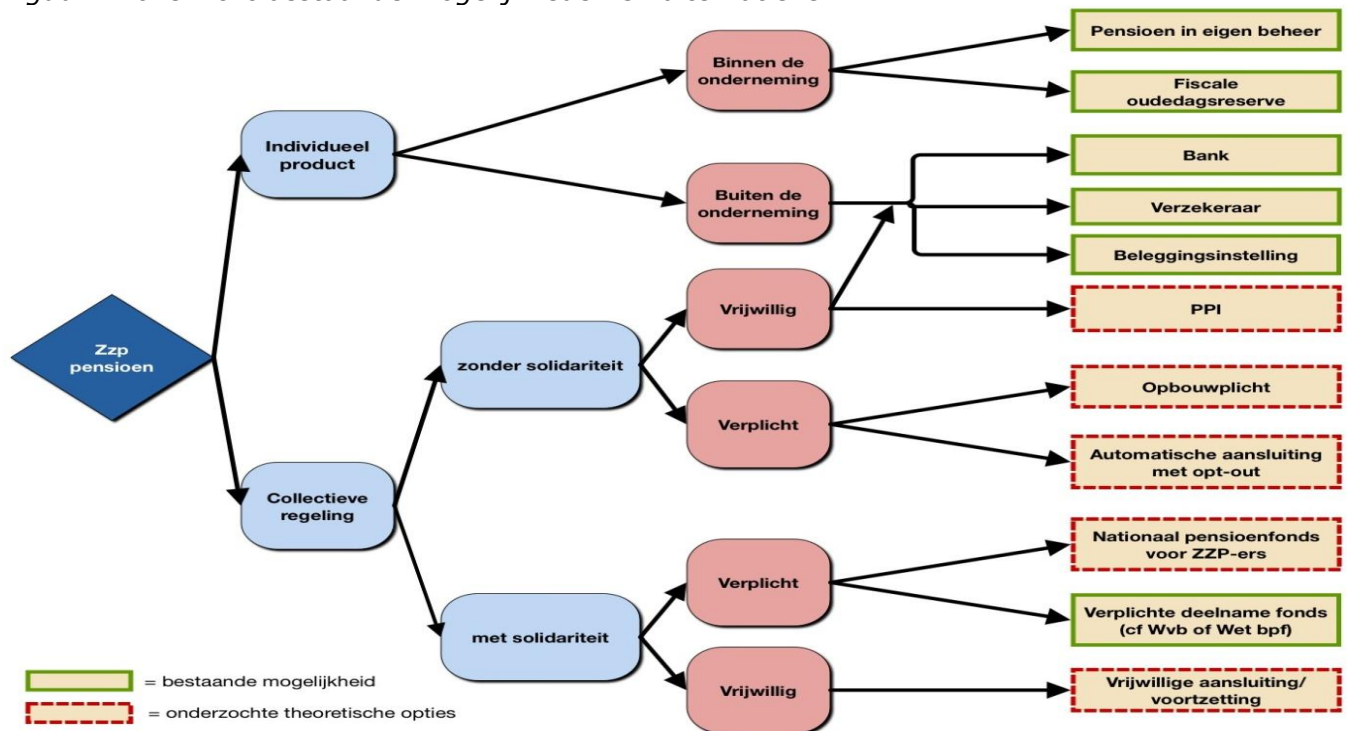 Pensioen in eigen beheer
Binnen de
onderneming
Fiscale
oudedagsreserve
Individueel
product
Bank
Buiten de
onderneming
Verzekeraar
Beleggingsinstelling
Vrijwillig
PPI
Zzp
pensioen
zonder solidariteit
Opbouwplicht
Verplicht
Automatische aansluiting
met opt-out
Collectieve
regeling
Nationaal pensioenfonds
voor ZZP-ers
Verplicht
Verplichte deelname fonds
(cf Wvb of Wet bpf)
met solidariteit
= bestaande mogelijkheid
Vrijwillig
Vrijwillige aansluiting/
voortzetting
= onderzochte theoretische opties